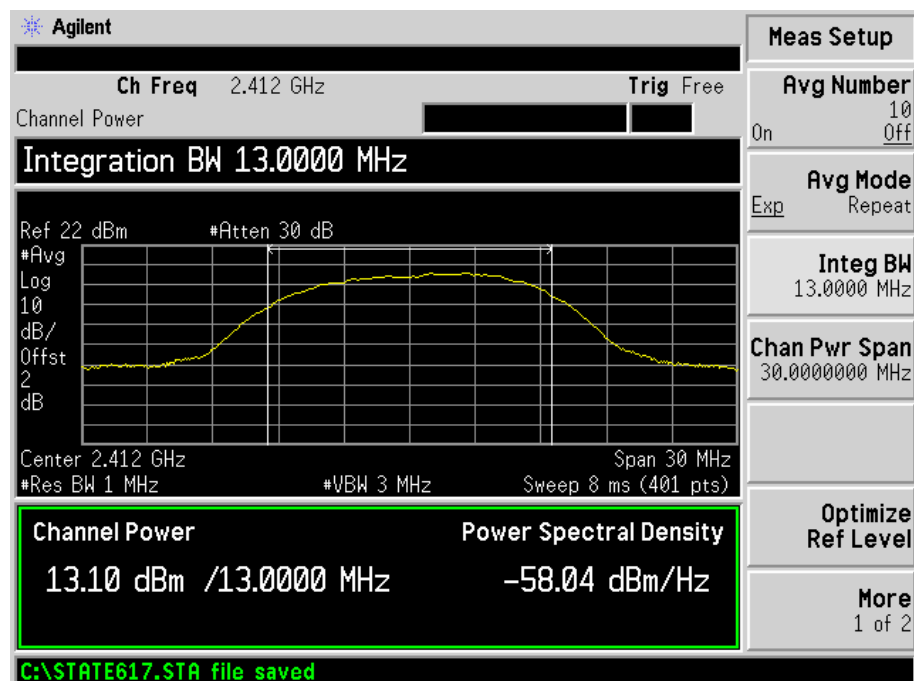 Agilent
Ch Freq 2.412 GHz Trig Free
Channel Power
Integration BW 13.0000 MHz
Ref 22 dBm #Atten 30 dB
#Avg
Log
10
dB/
Offst
2
dB
Center 2.412 GHz Span 30 MHz
#Res BW 1 MHz #VBW 3 MHz Sweep 8 ms (401 pts)
Channel Power Power Spectral Density
13.10 dBm /13.0000 MHz -58.04 dBm/Hz
C:\STATE617.STA file saved
Meas Setup
Avg Number
10
On Off
Avg Mode
Exp Repeat
Integ BW
13.0000 MHz
Chan Pwr Span
30.0000000 MHz
Optimize
Ref Level
More
1 of 2